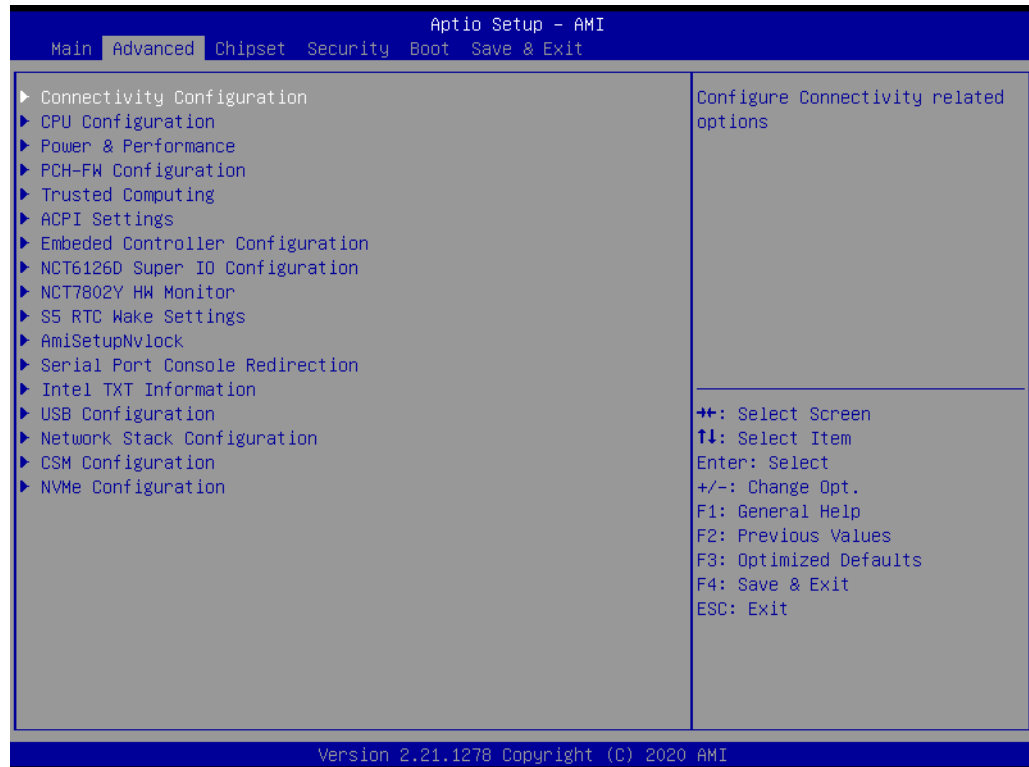 Aptio Setup – AMI
Main Advanced Chipset Security Boot Save & Exit
▶ Connectivity Configuration
▶ CPU Configuration
▶ Power & Performance
▶ PCH-FW Configuration
▶ Trusted Computing
▶ ACPI Settings
▶ Embeded Controller Configuration
▶ NCT6126D Super IO Configuration
▶ NCT7802Y HW Monitor
▶ S5 RTC Wake Settings
▶ AmiSetupNvlock
▶ Serial Port Console Redirection
▶ Intel TXT Information
▶ USB Configuration
▶ Network Stack Configuration
▶ CSM Configuration
▶ NVMe Configuration
Configure Connectivity related
options
→←: Select Screen
↑↓: Select Item
Enter: Select
+/-: Change Opt.
F1: General Help
F2: Previous Values
F3: Optimized Defaults
F4: Save & Exit
ESC: Exit
Version 2.21.1278 Copyright (C) 2020 AMI